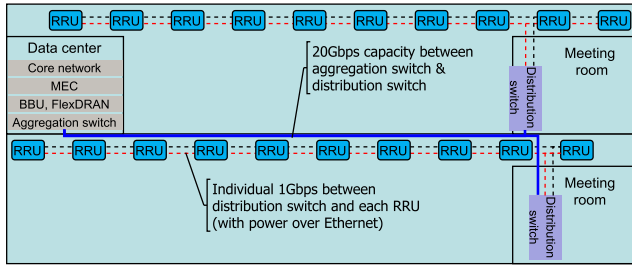 RRU RRU RRU RRU RRU RRU RRU RRU RRU RRU
Data center
Core network
MEC
BBU, FlexDRAN
Aggregation switch
20Gbps capacity between
aggregation switch &
distribution switch
Meeting
room
Distribution
switch
RRU RRU RRU RRU RRU RRU RRU RRU RRU RRU
Individual 1Gbps between
distribution switch and each RRU
(with power over Ethernet)
Meeting
room
Distribution
switch